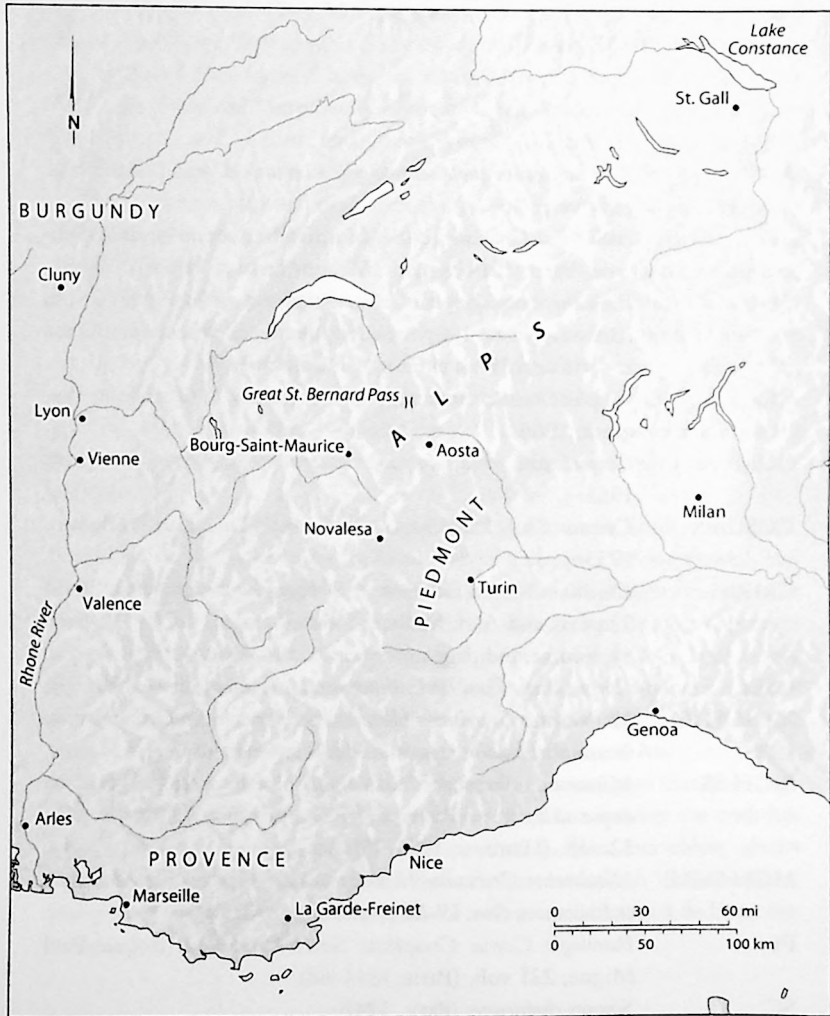 Lake
Constance
St. Gall
N
BURGUNDY
Cluny
ALPS
Great St. Bernard Pass
Lyon
Bourg-Saint-Maurice
Aosta
Vienne
Milan
Novalesa
PIEDMONT
Turin
Valence
Rhone River
Genoa
Arles
PROVENCE
Nice
Marseille
La Garde-Freinet
0 30 60 mi
0 50 100 km